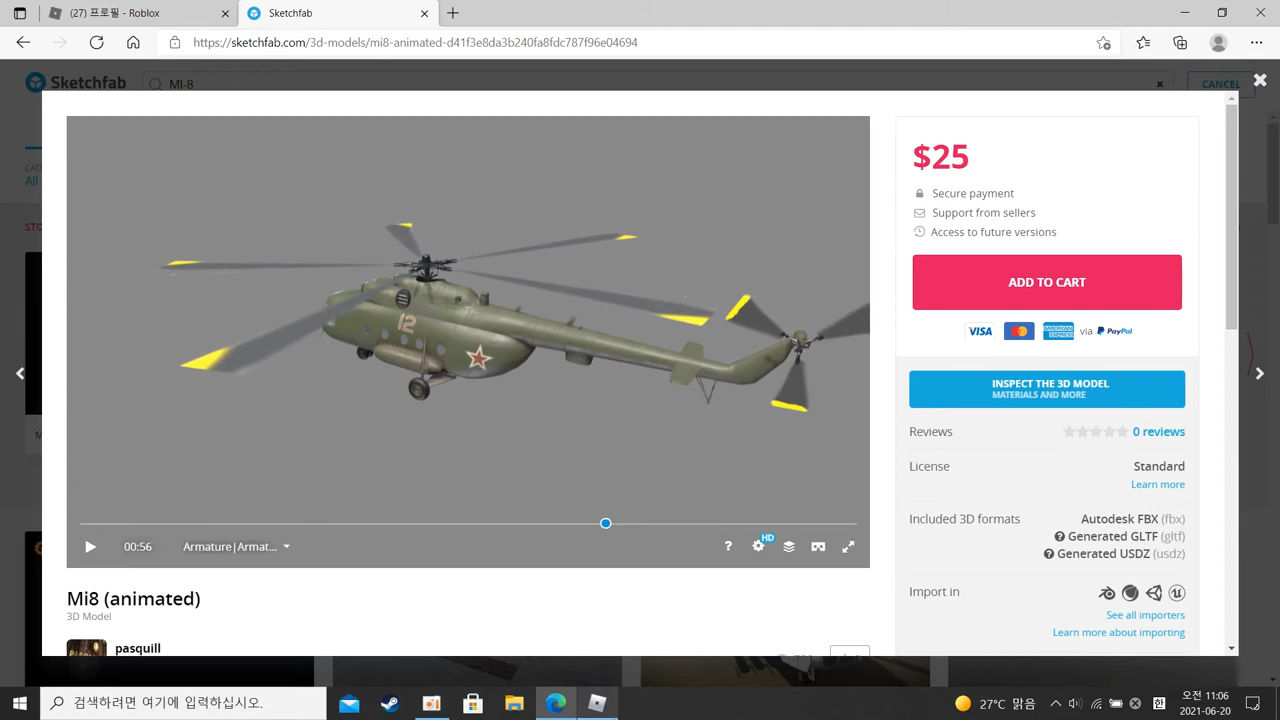 (27) 프로필 - Roblox
Sketchfab
https://sketchfab.com/3d-models/mi8-animated-d41f3e8da3b240fa8fdc787f96e04694
Sketchfab
MI-8
CANCEL
All
$25
Secure payment
Support from sellers
Access to future versions
ADD TO CART
VISA
AMERICAN EXPRESS
via PayPal
INSPECT THE 3D MODEL
MATERIALS AND MORE
Reviews
0 reviews
License
Standard
Learn more
Included 3D formats
Autodesk FBX (fbx)
Generated GLTF (gltf)
Generated USDZ (usdz)
Import in
See all importers
Learn more about importing
12
00:56
Armature|Armat...
?
HD
Mi8 (animated)
3D Model
pasquill
검색하려면 여기에 입력하십시오.
27°C 맑음
한
오전 11:06
2021-06-20